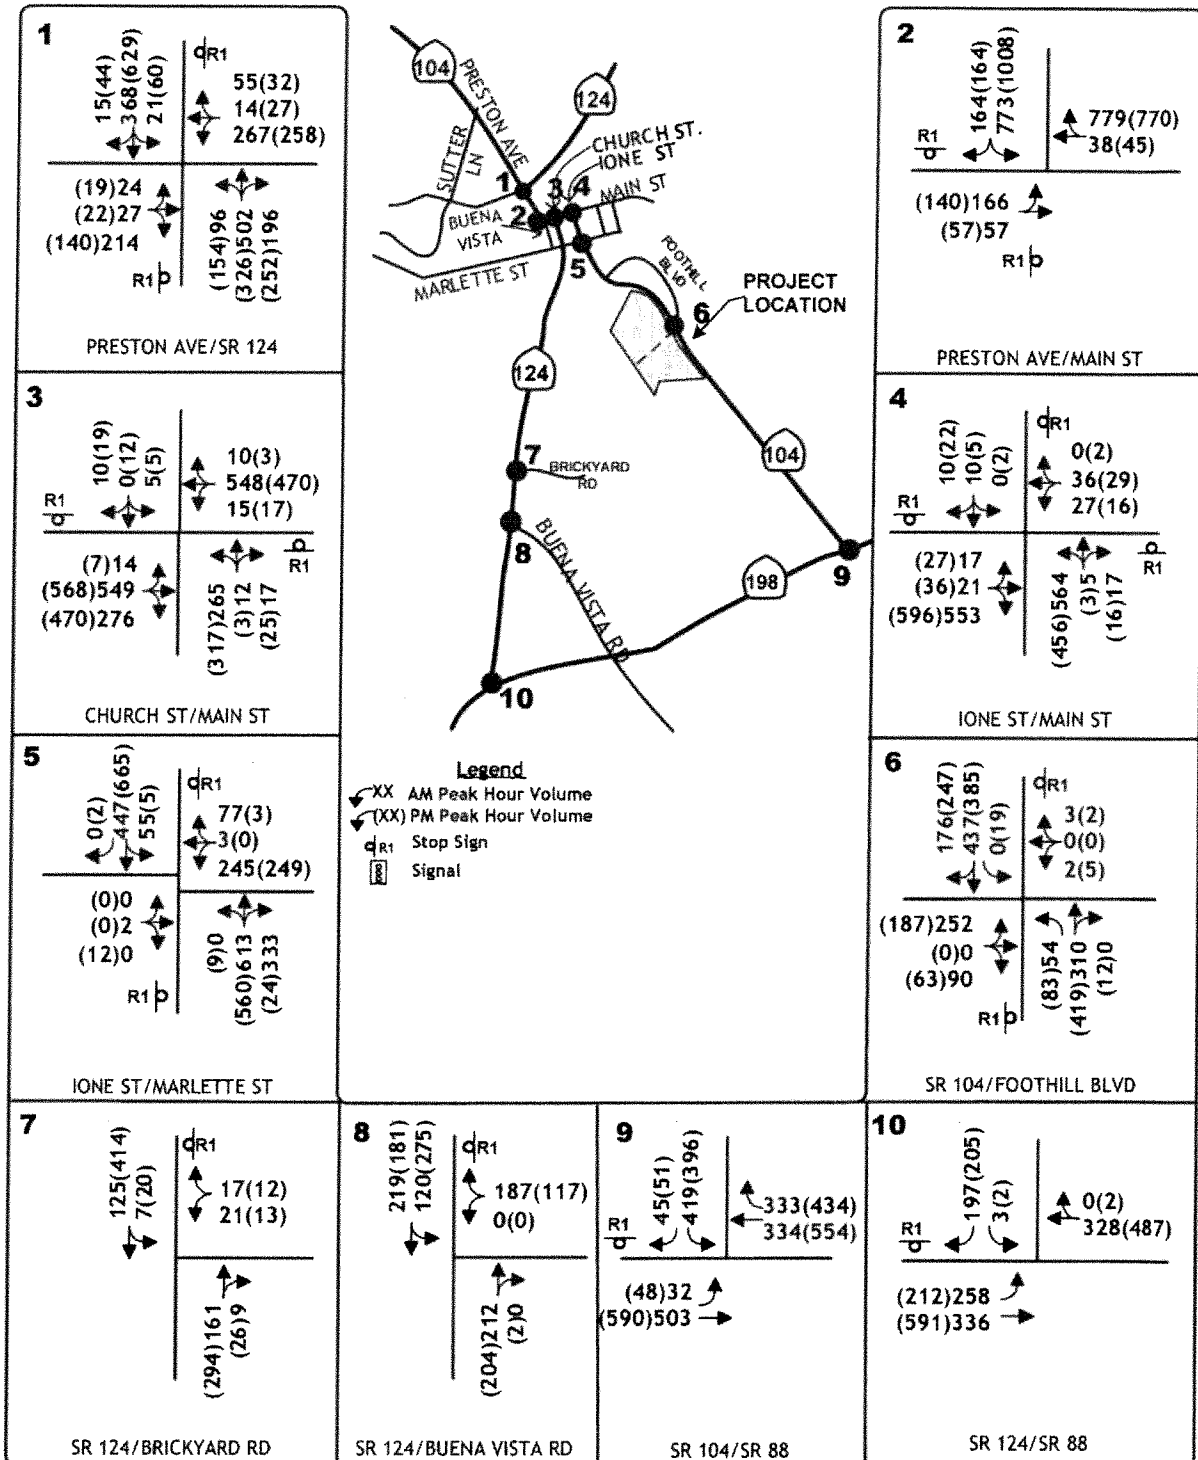 1
15(44)
368(629)
21(60)
R1
55(32)
14(27)
267(258)
(19)24
(22)27
(140)214
R1
(154)96
(326)502
(252)196
PRESTON AVE/SR 124
104
PRESTON AVE
124
SUTTER
LN
CHURCH ST.
IONE ST
MAIN ST
1
2
3
4
BUENA
VISTA
MARLETTE ST
5
FOOTHILL
BLVD
6
PROJECT
LOCATION
124
7
BRICKYARD
RD
104
8
BUENA VISTA RD
198
9
10
Legend
XX AM Peak Hour Volume
(XX) PM Peak Hour Volume
R1 Stop Sign
Signal
2
164(164)
773(1008)
R1
779(770)
38(45)
(140)166
(57)57
R1
PRESTON AVE/MAIN ST
3
10(19)
0(12)
5(5)
R1
10(3)
548(470)
15(17)
(7)14
(568)549
(470)276
(317)265
(3)12
(25)17
R1
CHURCH ST/MAIN ST
4
10(22)
10(5)
0(2)
R1
R1
0(2)
36(29)
27(16)
(27)17
(36)21
(596)553
(456)564
(3)5
(16)17
R1
IONE ST/MAIN ST
5
0(2)
447(665)
55(5)
R1
77(3)
3(0)
245(249)
(0)0
(0)2
(12)0
R1
(9)0
(560)613
(24)333
IONE ST/MARLETTE ST
6
176(247)
437(385)
0(19)
R1
3(2)
0(0)
2(5)
(187)252
(0)0
(63)90
R1
(83)54
(419)310
(12)0
SR 104/FOOTHILL BLVD
7
125(414)
7(20)
R1
17(12)
21(13)
(294)161
(26)9
SR 124/BRICKYARD RD
8
219(181)
120(275)
R1
187(117)
0(0)
(204)212
(2)0
SR 124/BUENA VISTA RD
9
45(51)
419(396)
R1
333(434)
334(554)
(48)32
(590)503
SR 104/SR 88
10
197(205)
3(2)
R1
0(2)
328(487)
(212)258
(591)336
SR 124/SR 88